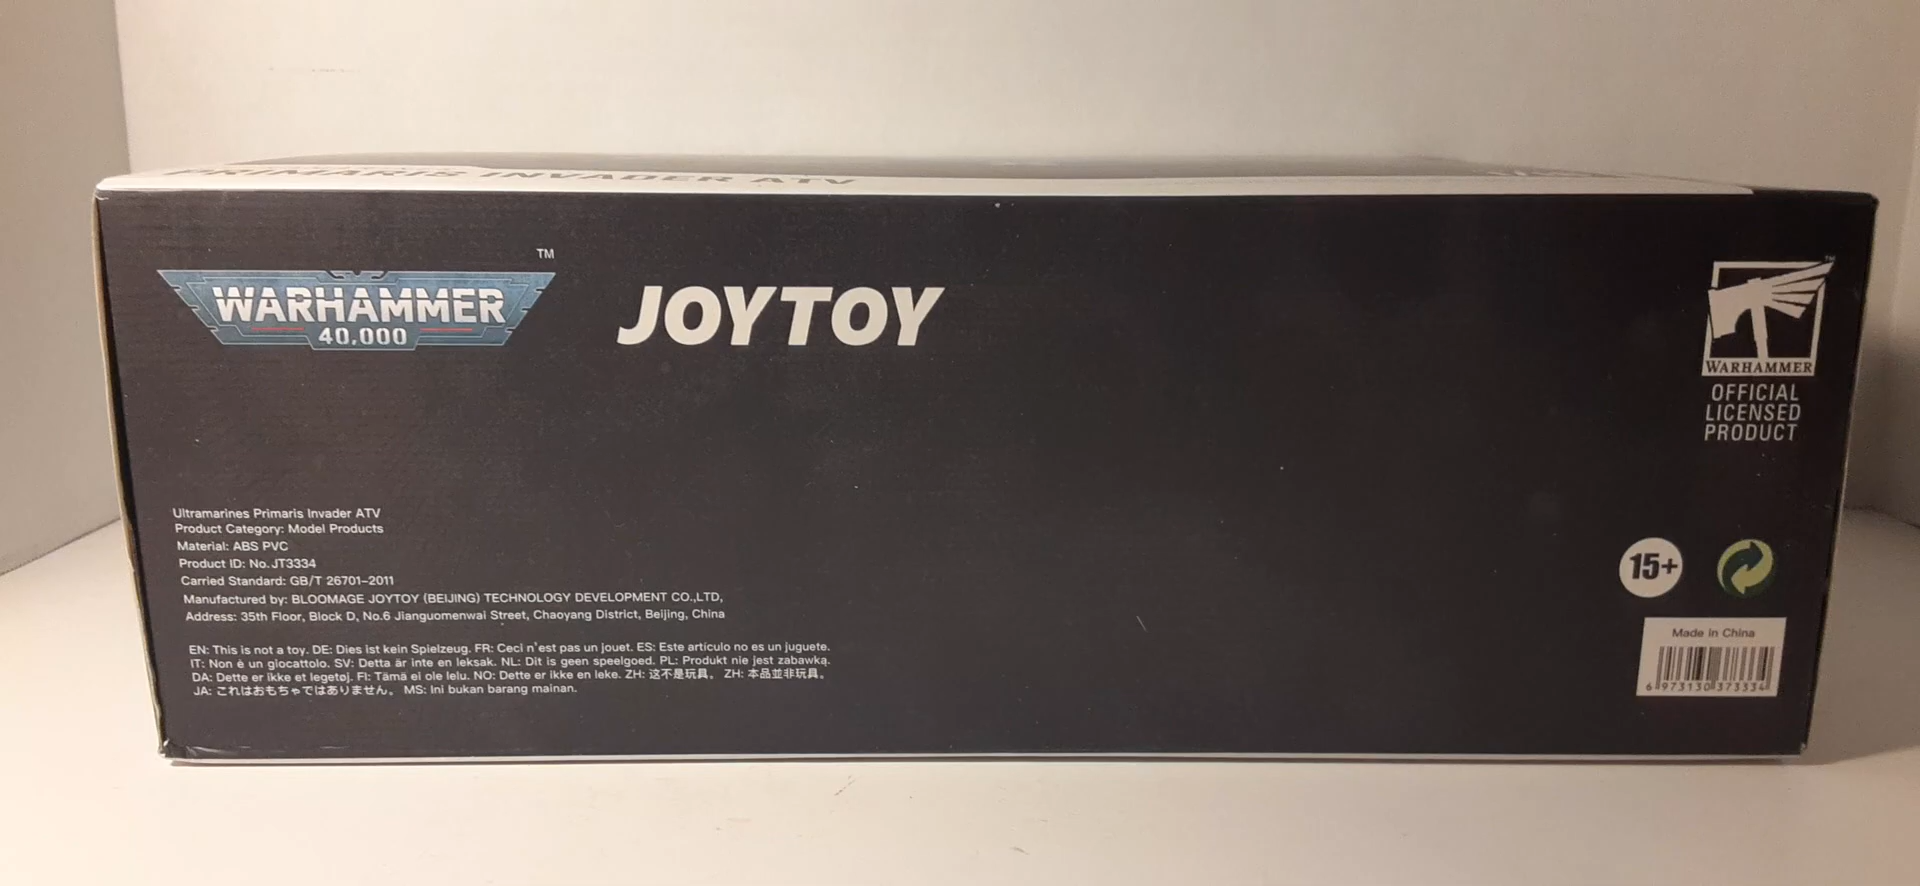 PRIMARIS INVADER ATV
WARHAMMER
40,000
TM
JOYTOY
TM
WARHAMMER
OFFICIAL
LICENSED
PRODUCT
Ultramarines Primaris Invader ATV
Product Category: Model Products
Material: ABS PVC
Product ID: No.JT3334
Carried Standard: GB/T 26701-2011
Manufactured by: BLOOMAGE JOYTOY (BEIJING) TECHNOLOGY DEVELOPMENT CO.,LTD,
Address: 35th Floor, Block D, No.6 Jianguomenwai Street, Chaoyang District, Beijing, China
EN: This is not a toy. DE: Dies ist kein Spielzeug. FR: Ceci n'est pas un jouet. ES: Este artículo no es un juguete.
IT: Non è un giocattolo. SV: Detta är inte en leksak. NL: Dit is geen speelgoed. PL: Produkt nie jest zabawką.
DA: Dette er ikke et legetøj. FI: Tämä ei ole lelu. NO: Dette er ikke en leke. ZH: 这不是玩具。 ZH: 本品並非玩具。
JA: これはおもちゃではありません。 MS: Ini bukan barang mainan.
15+
Made in China
6 973130 373334